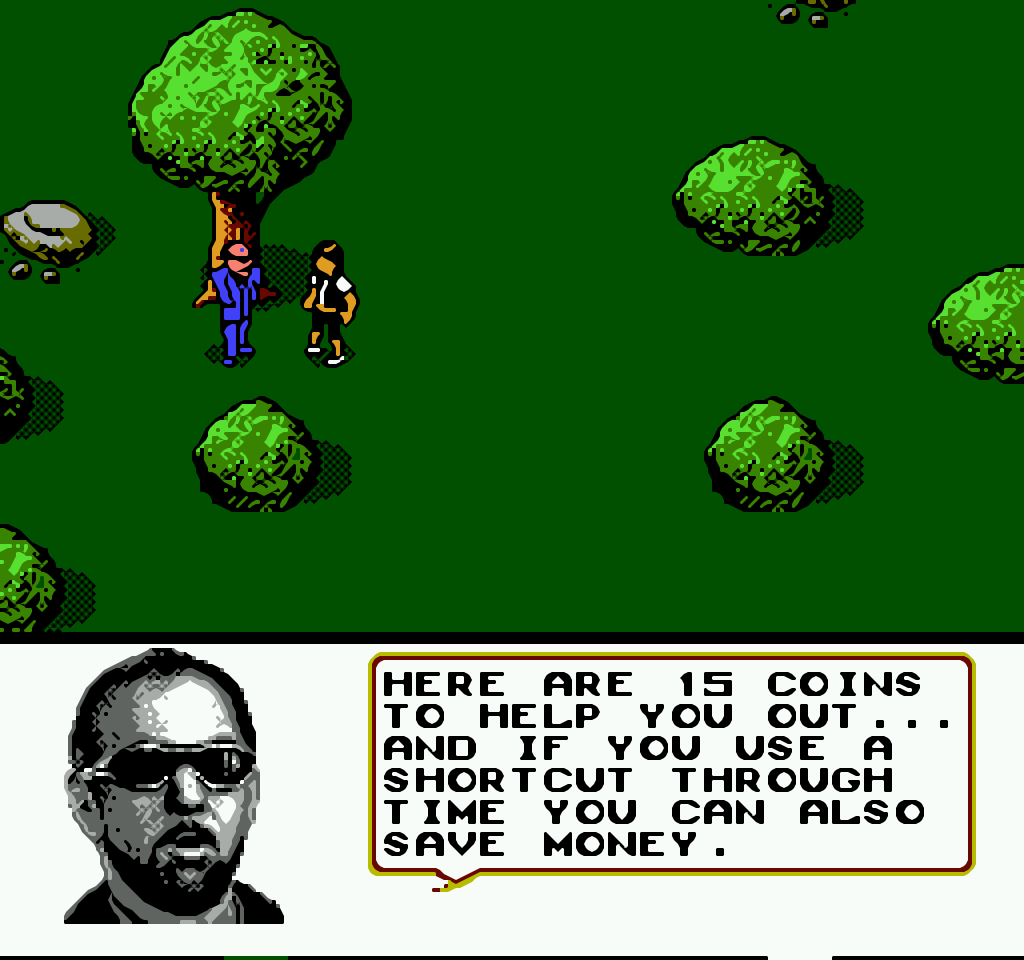 HERE ARE 15 COINS
TO HELP YOU OUT...
AND IF YOU USE A
SHORTCUT THROUGH
TIME YOU CAN ALSO
SAVE MONEY.